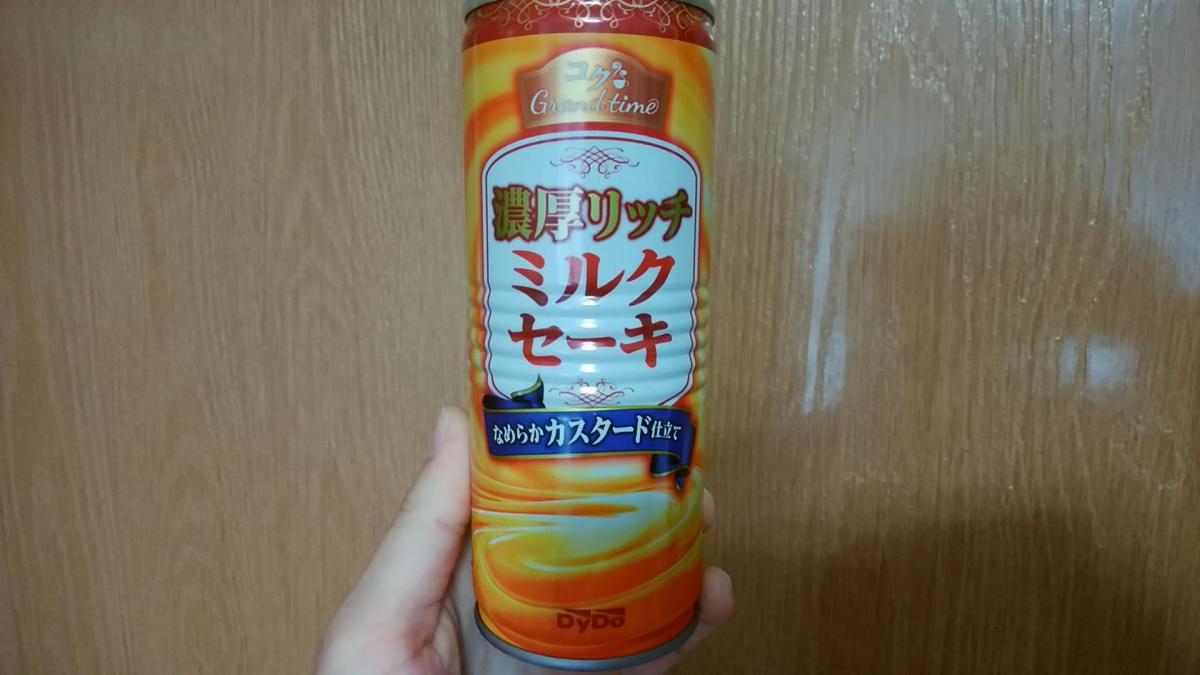 コク
Grand time
濃厚リッチ
ミルク
セーキ
なめらかカスタード仕立て
DyDo